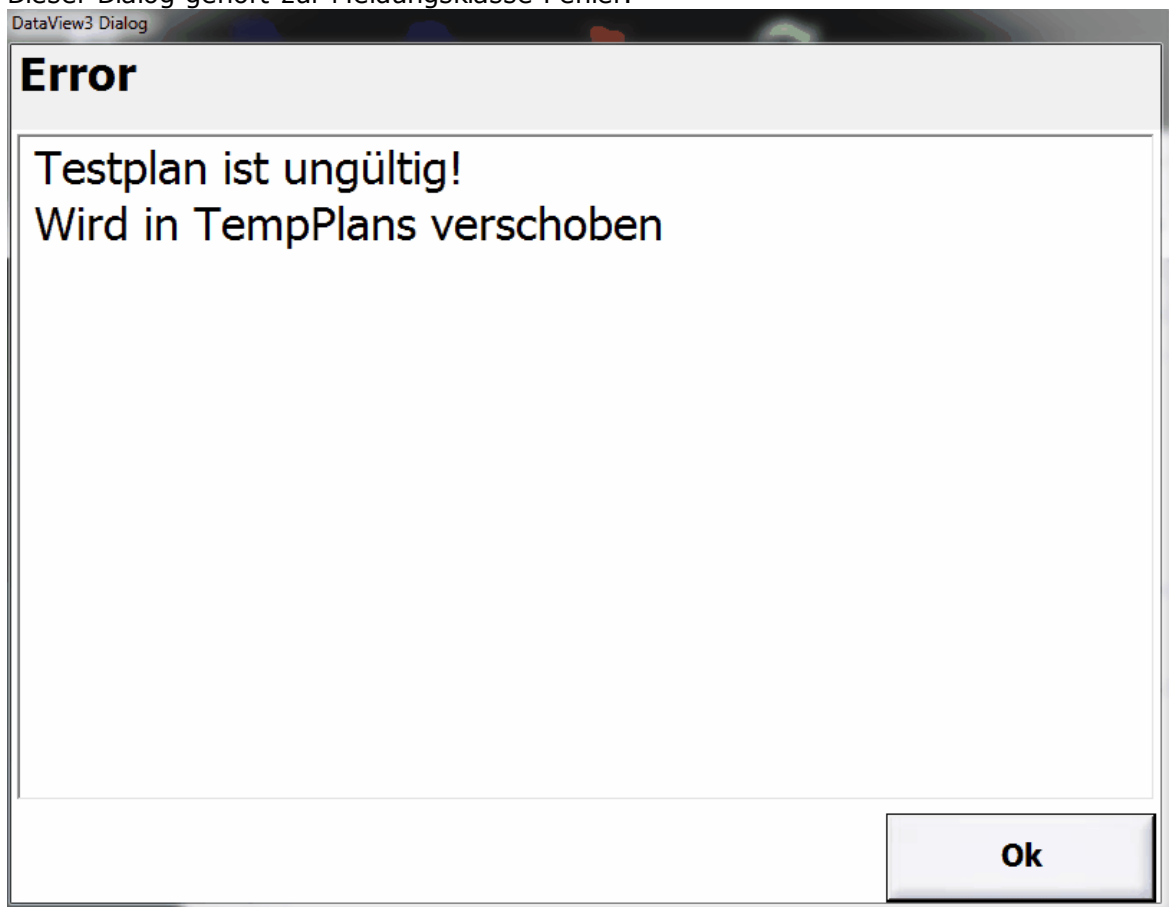 Dieser Dialog gehört zur Meldungsklasse Fehler.
DataView3 Dialog
Error
Testplan ist ungültig!
Wird in TempPlans verschoben
Ok